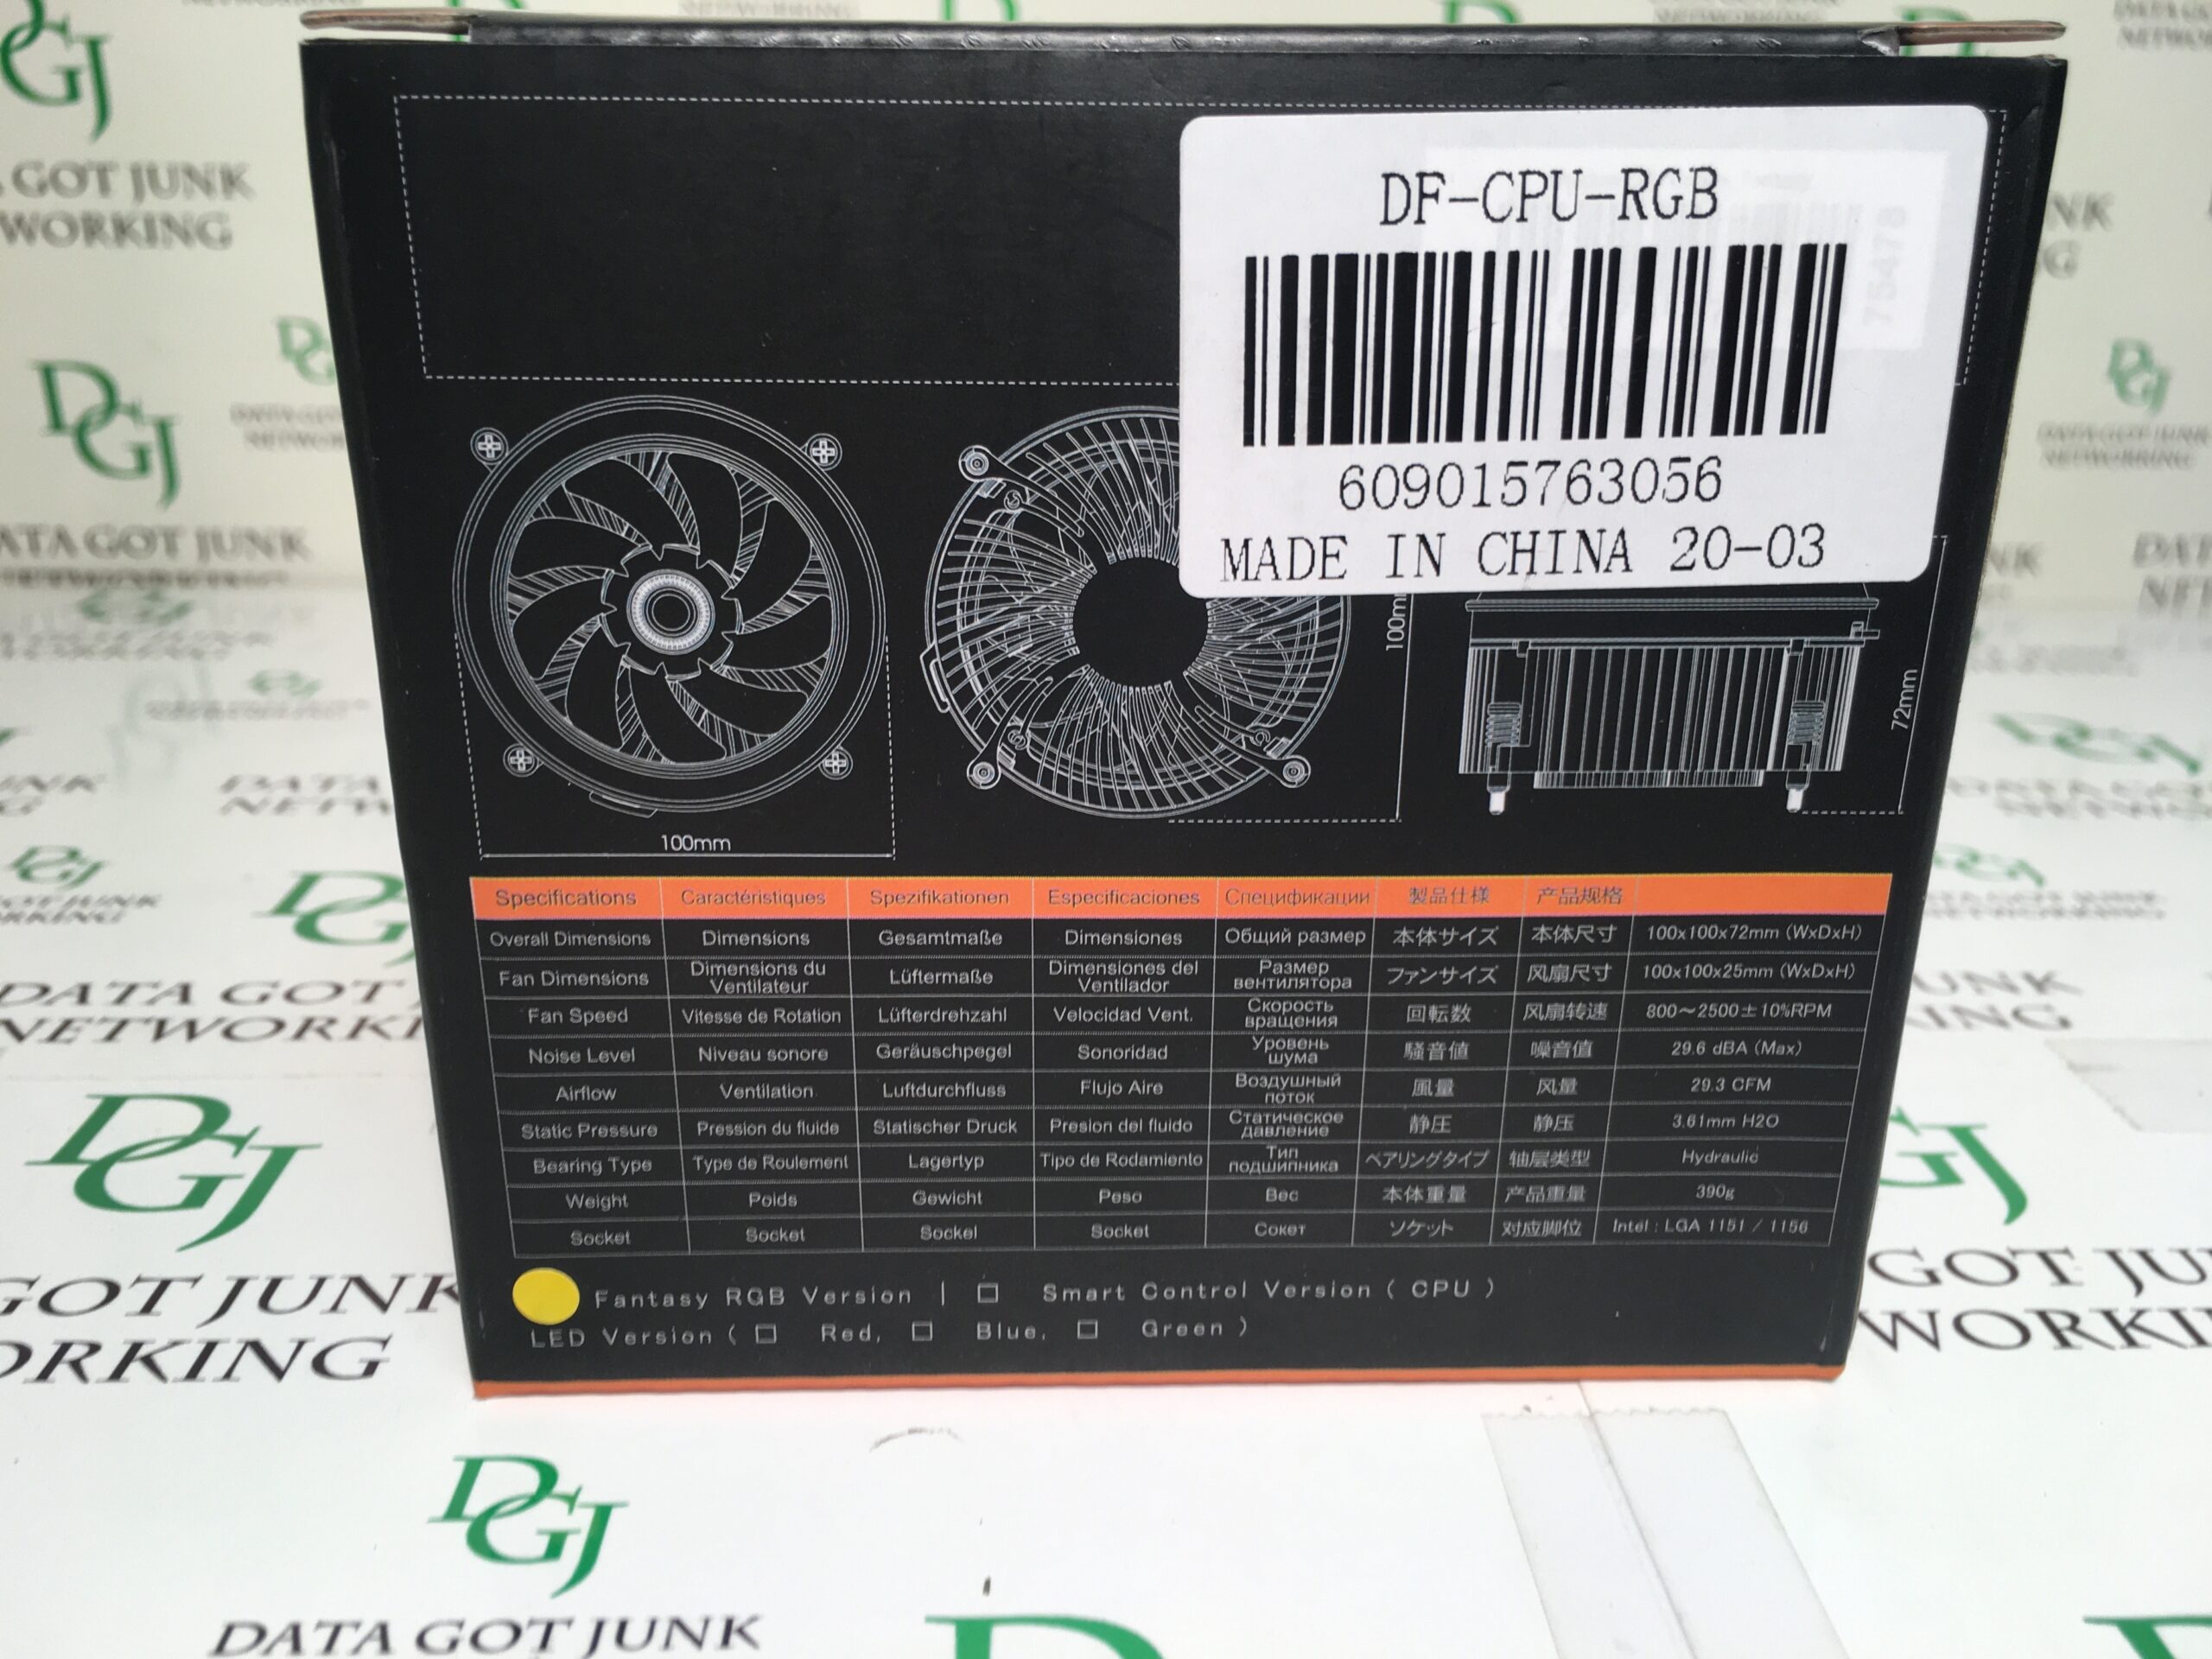 DF-CPU-RGB
609015763056
MADE IN CHINA 20-03
75478
100mm
100mm
72mm
Specifications Caractéristiques Spezifikationen Especificaciones Спецификации 製品仕様 产品规格
Overall Dimensions Dimensions Gesamtmaße Dimensiones Общий размер 本体サイズ 本体尺寸 100x100x72mm (WxDxH)
Fan Dimensions Dimensions du Ventilateur Lüftermaße Dimensiones del Ventilador Размер вентилятора ファンサイズ 风扇尺寸 100x100x25mm (WxDxH)
Fan Speed Vitesse de Rotation Lüfterdrehzahl Velocidad Vent. Скорость вращения 回転数 风扇转速 800~2500±10%RPM
Noise Level Niveau sonore Geräuschpegel Sonoridad Уровень шума 騒音値 噪音值 29.6 dBA (Max)
Airflow Ventilation Luftdurchfluss Flujo Aire Воздушный поток 風量 风量 29.3 CFM
Static Pressure Pression du fluide Statischer Druck Presion del fluido Статическое давление 静圧 静压 3.61mm H2O
Bearing Type Type de Roulement Lagertyp Tipo de Rodamiento Тип подшипника ベアリングタイプ 轴层类型 Hydraulic
Weight Poids Gewicht Peso Вес 本体重量 产品重量 390g
Socket Socket Sockel Socket Сокет ソケット 对应脚位 Intel : LGA 1151 / 1156
Fantasy RGB Version | □ Smart Control Version ( CPU )
LED Version ( □ Red, □ Blue, □ Green )
DGJ
DATA GOT JUNK
NETWORKING